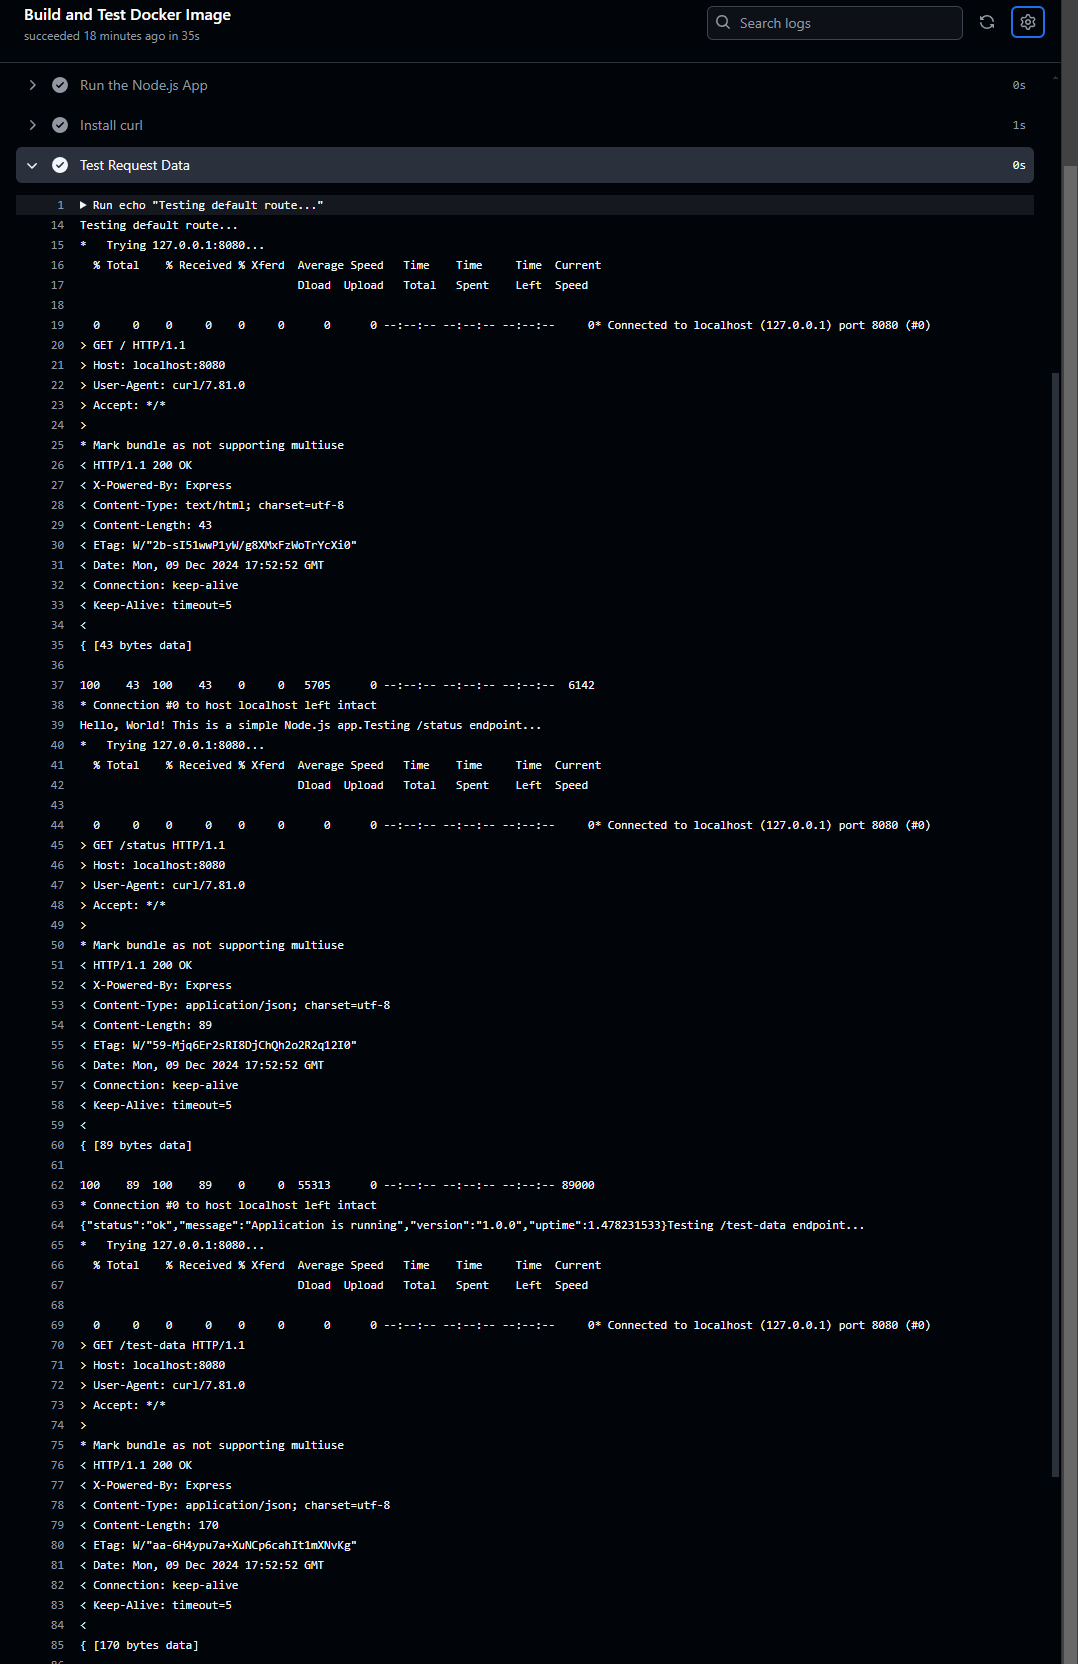 Build and Test Docker Image
succeeded 18 minutes ago in 35s
Search logs
Run the Node.js App 0s
Install curl 1s
Test Request Data 0s
1 Run echo "Testing default route..."
14 Testing default route...
15 *   Trying 127.0.0.1:8080...
16   % Total    % Received % Xferd  Average Speed   Time    Time     Time  Current
17                                  Dload  Upload   Total   Spent    Left  Speed
18
19   0     0    0     0    0     0      0      0 --:--:-- --:--:-- --:--:--     0* Connected to localhost (127.0.0.1) port 8080 (#0)
20 > GET / HTTP/1.1
21 > Host: localhost:8080
22 > User-Agent: curl/7.81.0
23 > Accept: */*
24 >
25 * Mark bundle as not supporting multiuse
26 < HTTP/1.1 200 OK
27 < X-Powered-By: Express
28 < Content-Type: text/html; charset=utf-8
29 < Content-Length: 43
30 < ETag: W/"2b-sI51wwP1yW/g8XMxFzWoTrYcXi0"
31 < Date: Mon, 09 Dec 2024 17:52:52 GMT
32 < Connection: keep-alive
33 < Keep-Alive: timeout=5
34 <
35 { [43 bytes data]
36
37 100    43  100    43    0     0   5705      0 --:--:-- --:--:-- --:--:--  6142
38 * Connection #0 to host localhost left intact
39 Hello, World! This is a simple Node.js app.Testing /status endpoint...
40 *   Trying 127.0.0.1:8080...
41   % Total    % Received % Xferd  Average Speed   Time    Time     Time  Current
42                                  Dload  Upload   Total   Spent    Left  Speed
43
44   0     0    0     0    0     0      0      0 --:--:-- --:--:-- --:--:--     0* Connected to localhost (127.0.0.1) port 8080 (#0)
45 > GET /status HTTP/1.1
46 > Host: localhost:8080
47 > User-Agent: curl/7.81.0
48 > Accept: */*
49 >
50 * Mark bundle as not supporting multiuse
51 < HTTP/1.1 200 OK
52 < X-Powered-By: Express
53 < Content-Type: application/json; charset=utf-8
54 < Content-Length: 89
55 < ETag: W/"59-Mjq6Er2sRI8DjChQh2o2R2q12I0"
56 < Date: Mon, 09 Dec 2024 17:52:52 GMT
57 < Connection: keep-alive
58 < Keep-Alive: timeout=5
59 <
60 { [89 bytes data]
61
62 100    89  100    89    0     0  55313      0 --:--:-- --:--:-- --:--:-- 89000
63 * Connection #0 to host localhost left intact
64 {"status":"ok","message":"Application is running","version":"1.0.0","uptime":1.478231533}Testing /test-data endpoint...
65 *   Trying 127.0.0.1:8080...
66   % Total    % Received % Xferd  Average Speed   Time    Time     Time  Current
67                                  Dload  Upload   Total   Spent    Left  Speed
68
69   0     0    0     0    0     0      0      0 --:--:-- --:--:-- --:--:--     0* Connected to localhost (127.0.0.1) port 8080 (#0)
70 > GET /test-data HTTP/1.1
71 > Host: localhost:8080
72 > User-Agent: curl/7.81.0
73 > Accept: */*
74 >
75 * Mark bundle as not supporting multiuse
76 < HTTP/1.1 200 OK
77 < X-Powered-By: Express
78 < Content-Type: application/json; charset=utf-8
79 < Content-Length: 170
80 < ETag: W/"aa-6H4ypu7a+XuNCp6cahIt1mXNvKg"
81 < Date: Mon, 09 Dec 2024 17:52:52 GMT
82 < Connection: keep-alive
83 < Keep-Alive: timeout=5
84 <
85 { [170 bytes data]